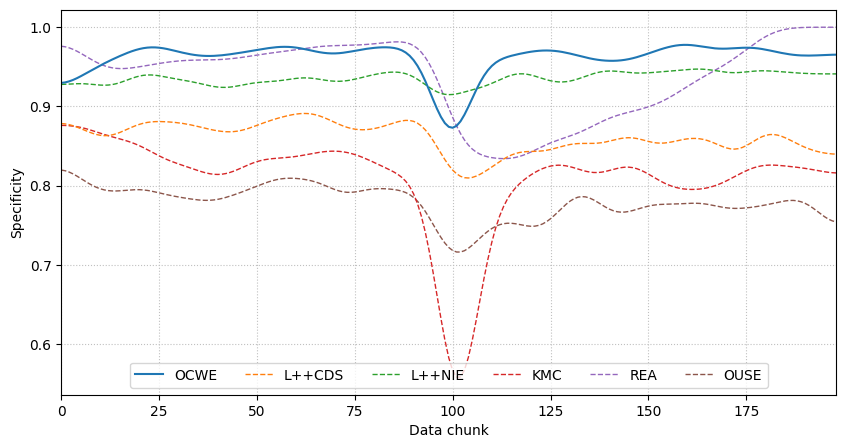 1.0
0.9
0.8
0.7
0.6
Specificity
OCWE L++CDS L++NIE KMC REA OUSE
0 25 50 75 100 125 150 175
Data chunk